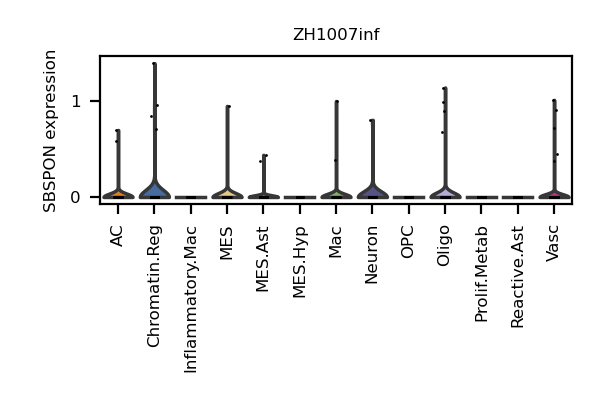 ZH1007inf
SBSPON expression
1
0
AC
Chromatin.Reg
Inflammatory.Mac
MES
MES.Ast
MES.Hyp
Mac
Neuron
OPC
Oligo
Prolif.Metab
Reactive.Ast
Vasc